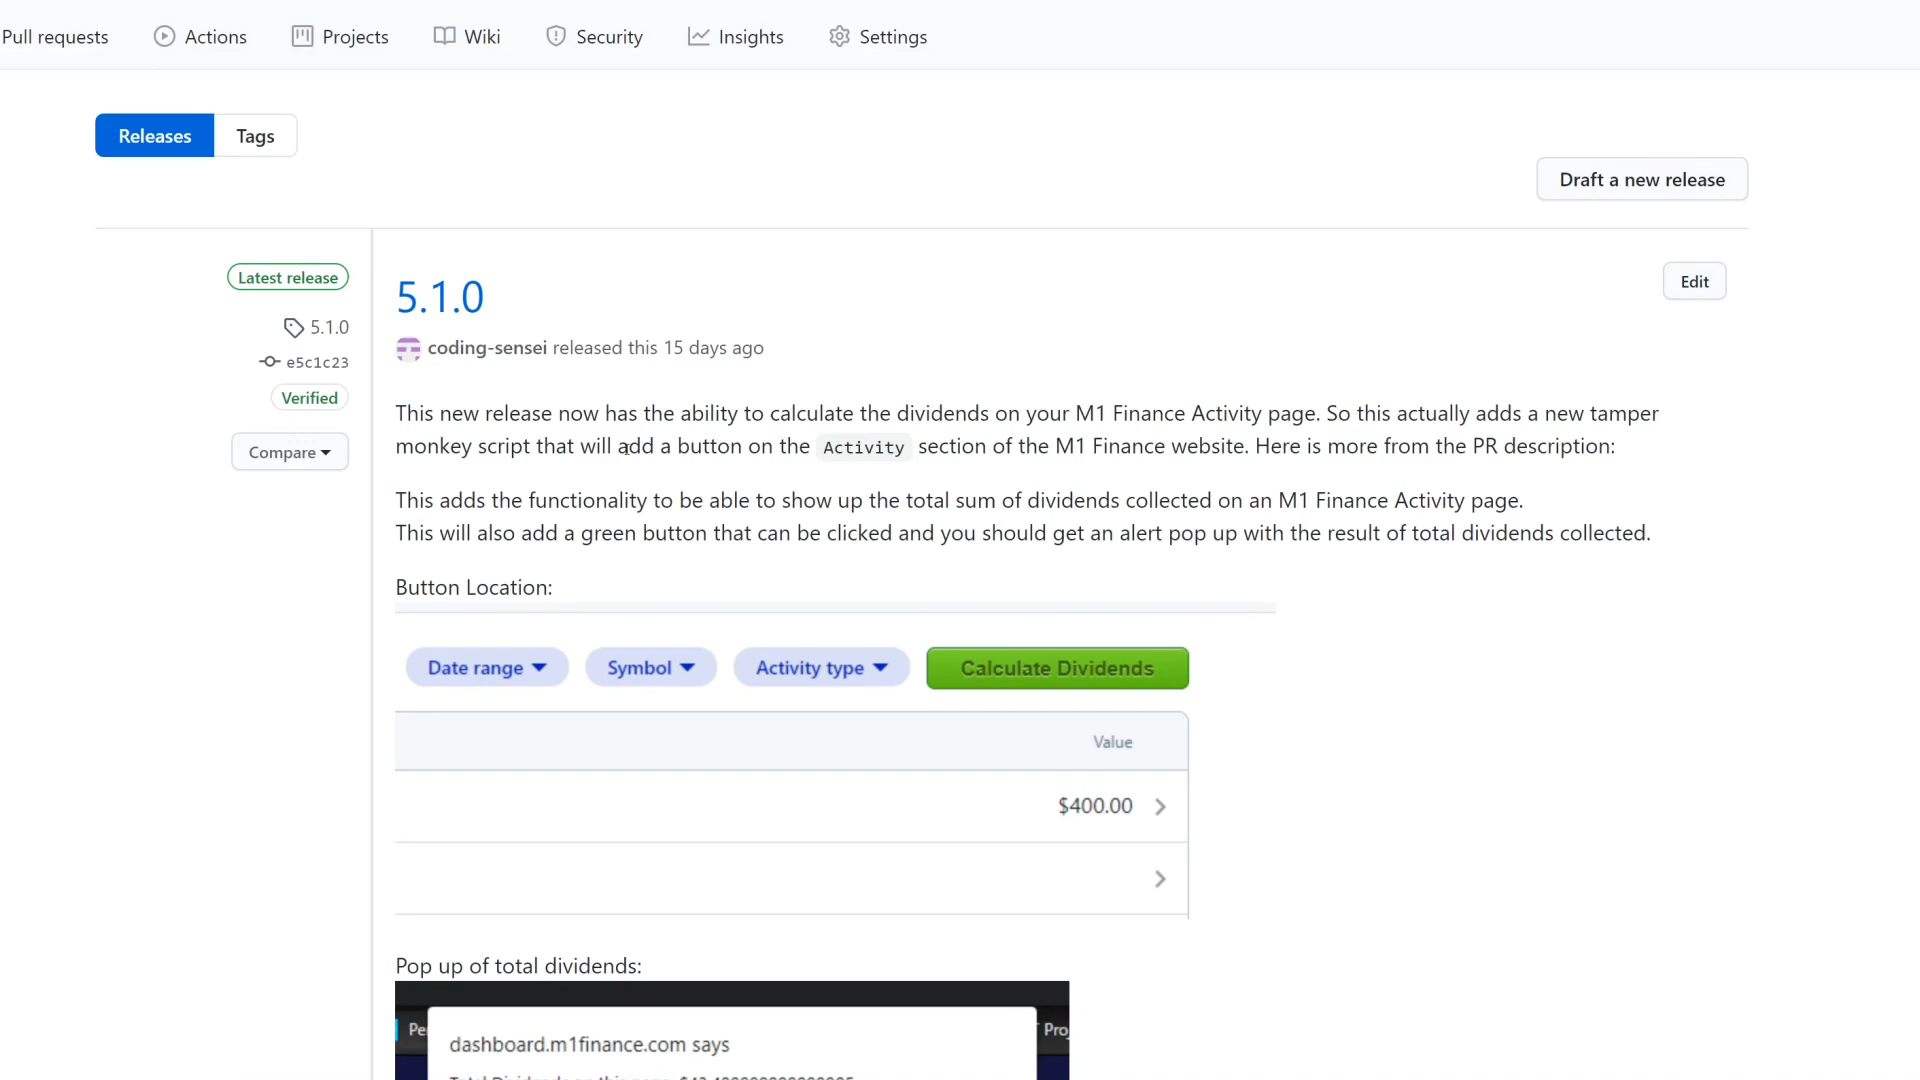 Pull requests Actions Projects Wiki Security Insights Settings
Releases Tags
Draft a new release
Latest release
5.1.0
e5c1c23
Verified
Compare
5.1.0
Edit
coding-sensei released this 15 days ago
This new release now has the ability to calculate the dividends on your M1 Finance Activity page. So this actually adds a new tamper
monkey script that will add a button on the Activity section of the M1 Finance website. Here is more from the PR description:
This adds the functionality to be able to show up the total sum of dividends collected on an M1 Finance Activity page.
This will also add a green button that can be clicked and you should get an alert pop up with the result of total dividends collected.
Button Location:
Date range Symbol Activity type Calculate Dividends
Value
$400.00
Pop up of total dividends:
dashboard.m1finance.com says